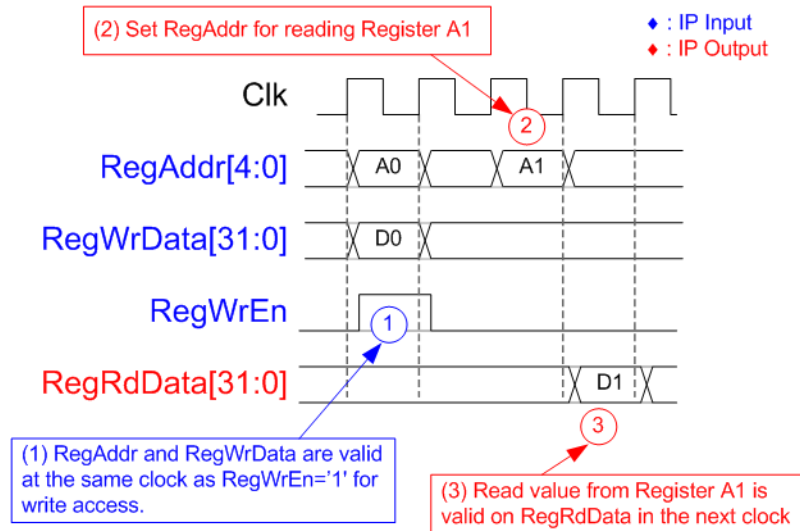 (2) Set RegAddr for reading Register A1
♦ : IP Input
♦ : IP Output
Clk
2
RegAddr[4:0]
A0
A1
RegWrData[31:0]
D0
RegWrEn
1
RegRdData[31:0]
D1
3
(1) RegAddr and RegWrData are valid
at the same clock as RegWrEn='1' for
write access.
(3) Read value from Register A1 is
valid on RegRdData in the next clock